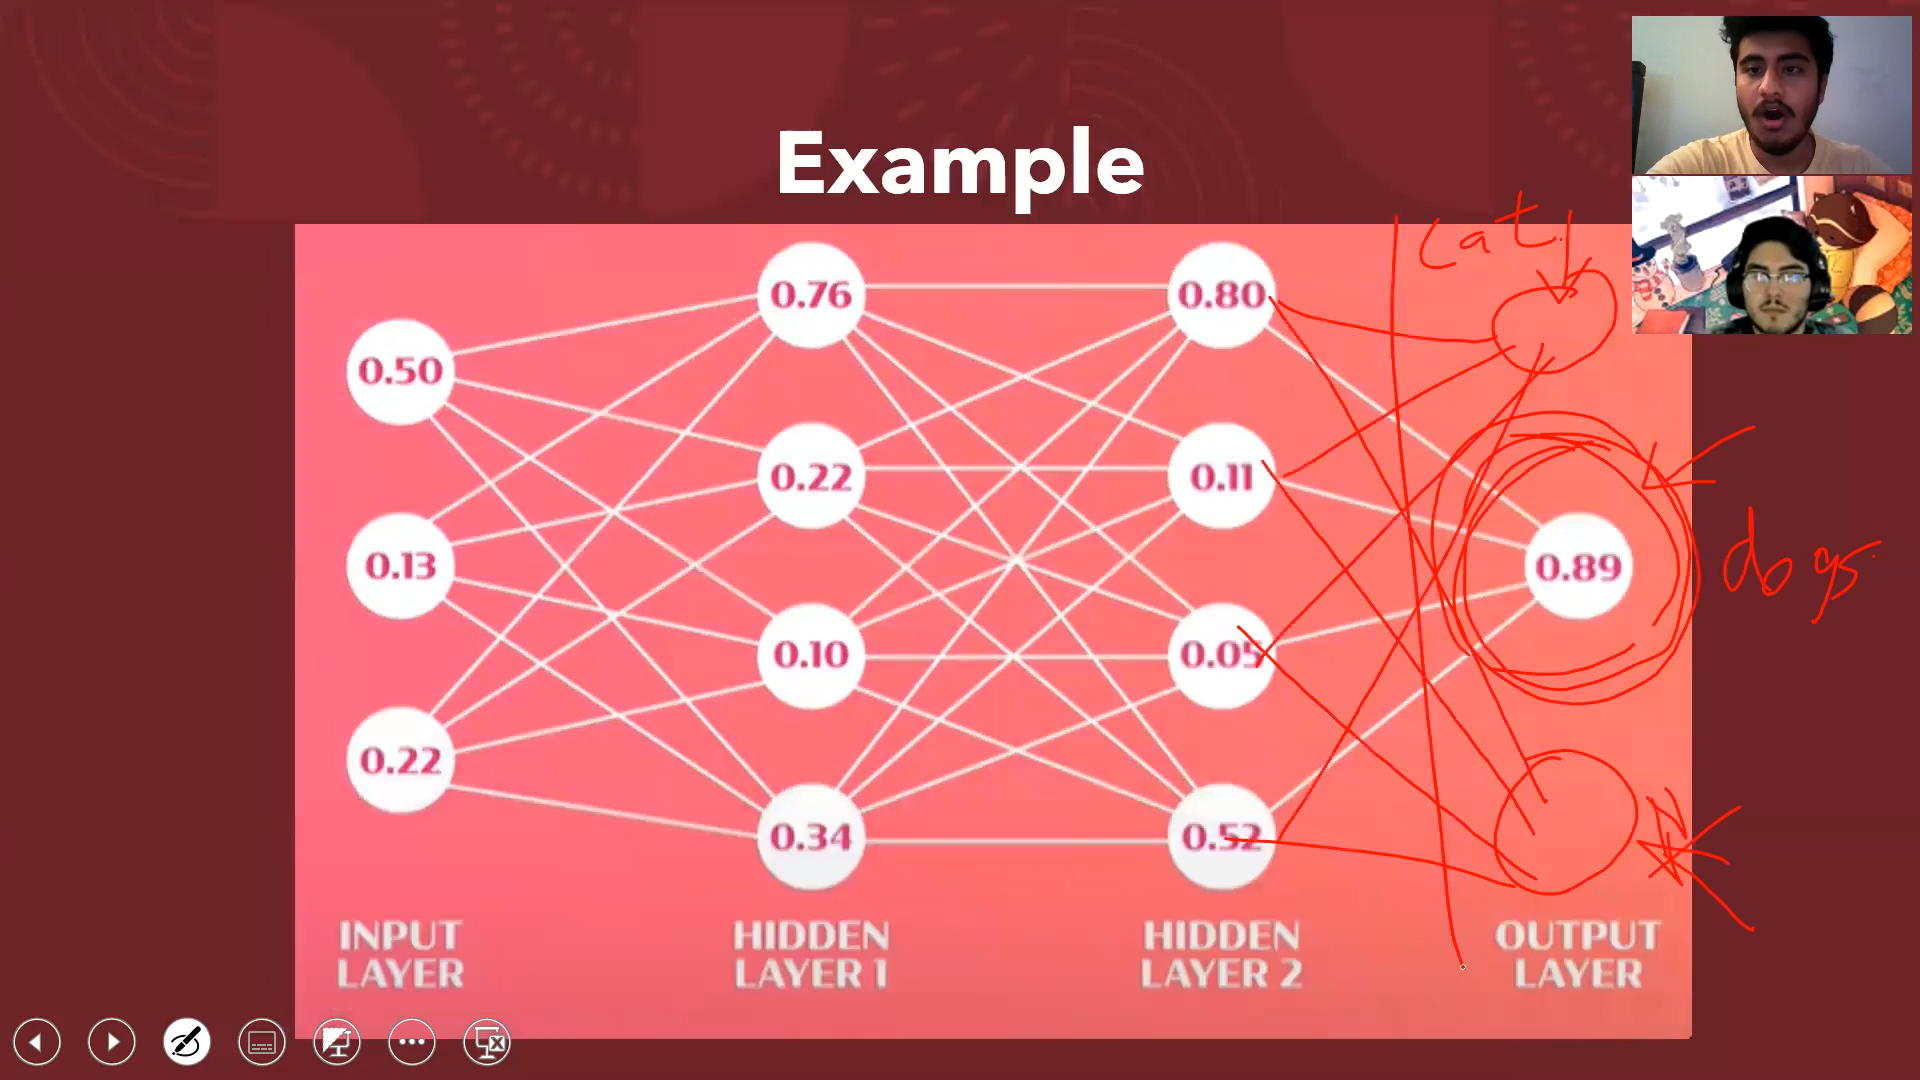 Example
cat
0.50
0.13
0.22
0.76
0.22
0.10
0.34
0.80
0.11
0.05
0.52
0.89
dogs
INPUT
LAYER
HIDDEN
LAYER 1
HIDDEN
LAYER 2
OUTPUT
LAYER